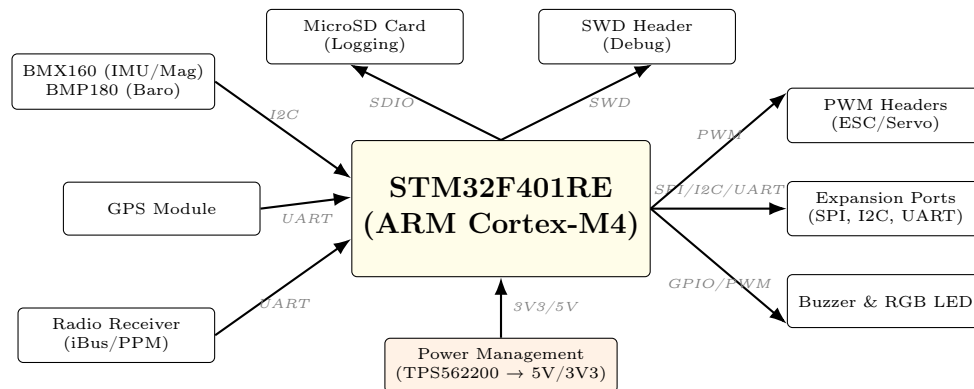 MicroSD Card
(Logging)
SWD Header
(Debug)
BMX160 (IMU/Mag)
BMP180 (Baro)
I2C
SDIO
SWD
PWM
PWM Headers
(ESC/Servo)
GPS Module
UART
STM32F401RE
(ARM Cortex-M4)
SPI/I2C/UART
Expansion Ports
(SPI, I2C, UART)
UART
Radio Receiver
(iBus/PPM)
3V3/5V
GPIO/PWM
Buzzer & RGB LED
Power Management
(TPS562200 → 5V/3V3)